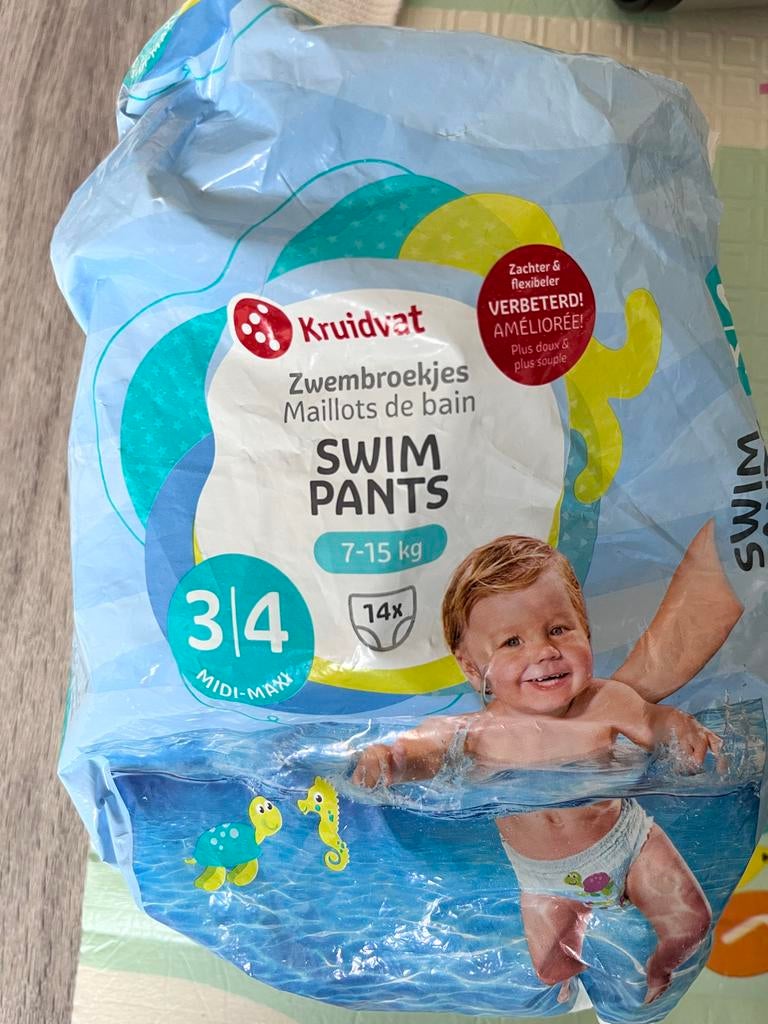 Kruidvat
Zachter &
flexibeler
VERBETERD!
AMÉLIORÉE!
Plus doux &
plus souple
Zwembroekjes
Maillots de bain
SWIM
PANTS
7-15 kg
14x
3|4
MIDI-MAXI
SWIM